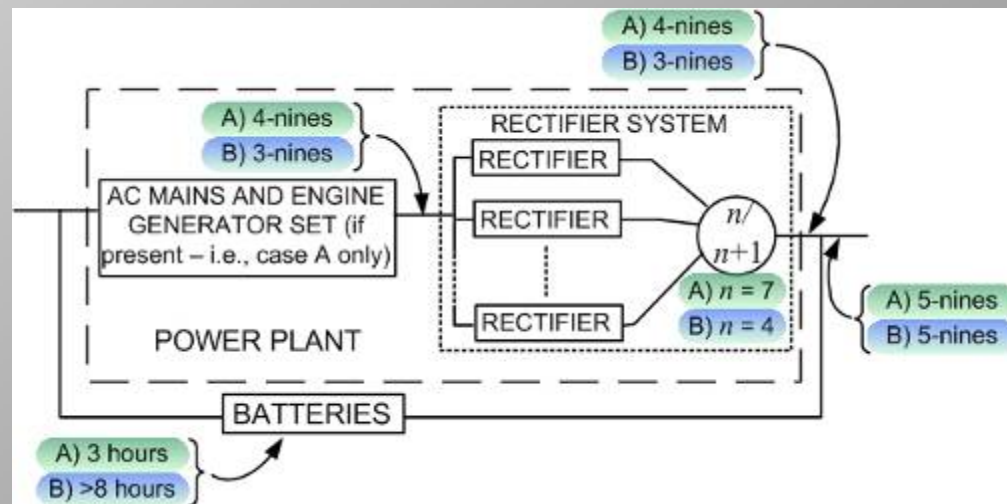 A) 4-nines
B) 3-nines
A) 4-nines
B) 3-nines
RECTIFIER SYSTEM
RECTIFIER
AC MAINS AND ENGINE
GENERATOR SET (if
present – i.e., case A only)
RECTIFIER
n/
n+1
A) n = 7
B) n = 4
RECTIFIER
A) 5-nines
B) 5-nines
POWER PLANT
BATTERIES
A) 3 hours
B) >8 hours